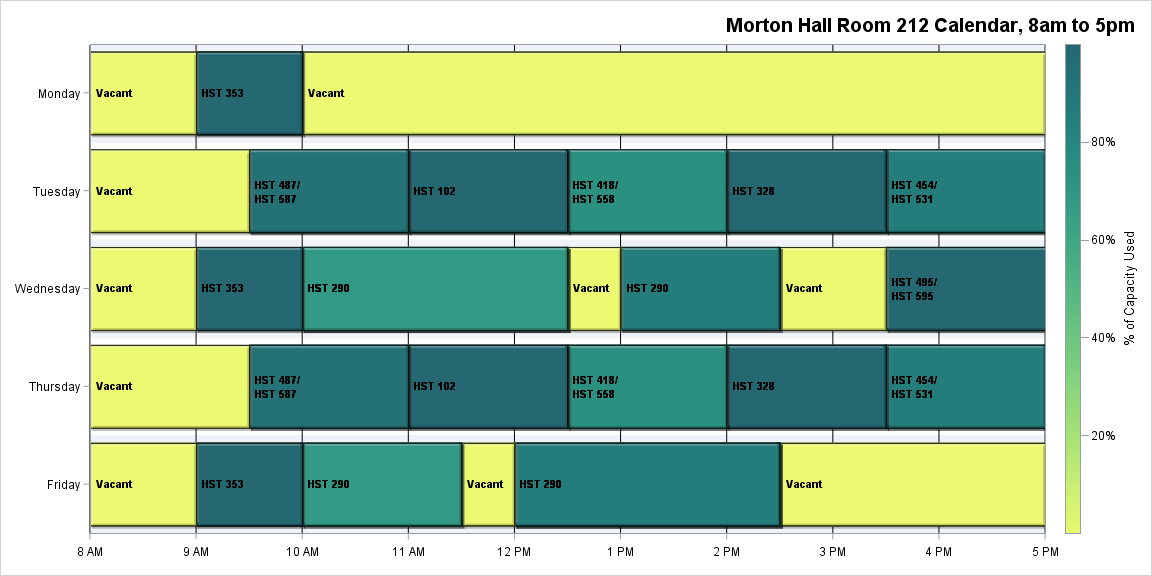 Morton Hall Room 212 Calendar, 8am to 5pm
Monday
Vacant
HST 353
Vacant
Tuesday
Vacant
HST 487/
HST 587
HST 102
HST 418/
HST 558
HST 328
HST 454/
HST 531
Wednesday
Vacant
HST 353
HST 290
Vacant
HST 290
Vacant
HST 495/
HST 595
Thursday
Vacant
HST 487/
HST 587
HST 102
HST 418/
HST 558
HST 328
HST 454/
HST 531
Friday
Vacant
HST 353
HST 290
Vacant
HST 290
Vacant
8 AM
9 AM
10 AM
11 AM
12 PM
1 PM
2 PM
3 PM
4 PM
5 PM
80%
60%
40%
20%
% of Capacity Used